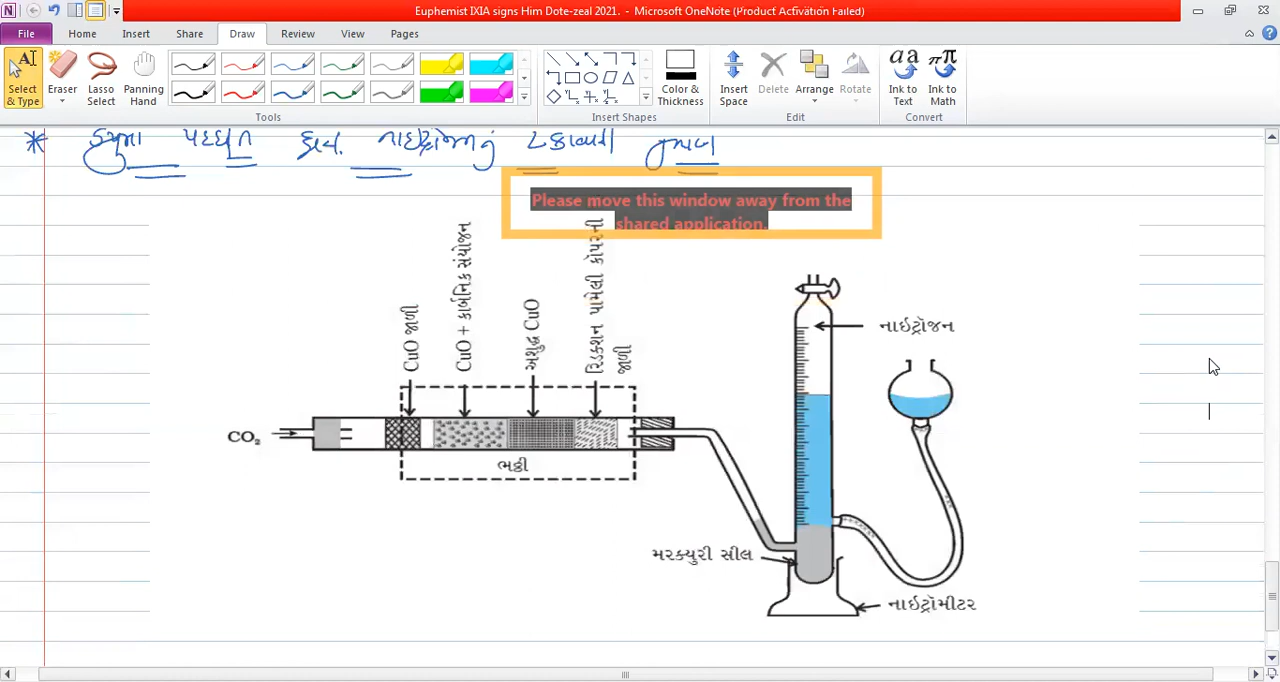 Euphemist IXIA signs Him Dote-zeal 2021. - Microsoft OneNote (Product Activation Failed)
File Home Insert Share Draw Review View Pages
Select & Type
Eraser
Lasso Select
Panning Hand
Color & Thickness
Insert Space
Delete
Arrange
Rotate
Ink to Text
Ink to Math
Tools
Insert Shapes
Edit
Convert
Please move this window away from the
shared application.
CuO જાળી
CuO + કાર્બનિક સંયોજન
અશુદ્ધ CuO
રિડક્શન પામેલી કૉપરની
જાળી
નાઇટ્રૉજન
CO₂
ભઠ્ઠી
મરક્યુરી સીલ
નાઇટ્રૉમીટર